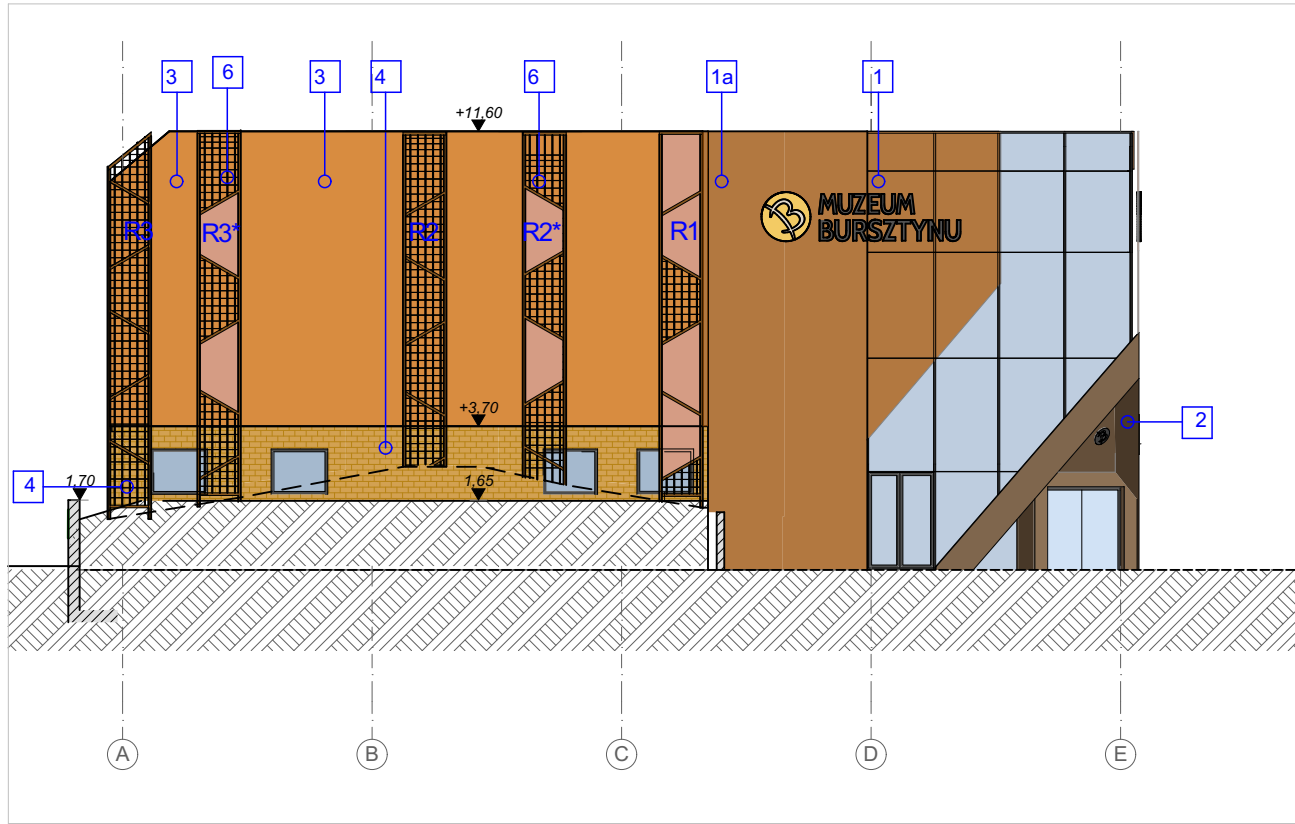 3
6
3
4
6
1a
1
+11,60
MUZEUM
BURSZTYNU
R3
R3*
R2
R2*
R1
+3,70
2
4
1,70
1,65
A
B
C
D
E